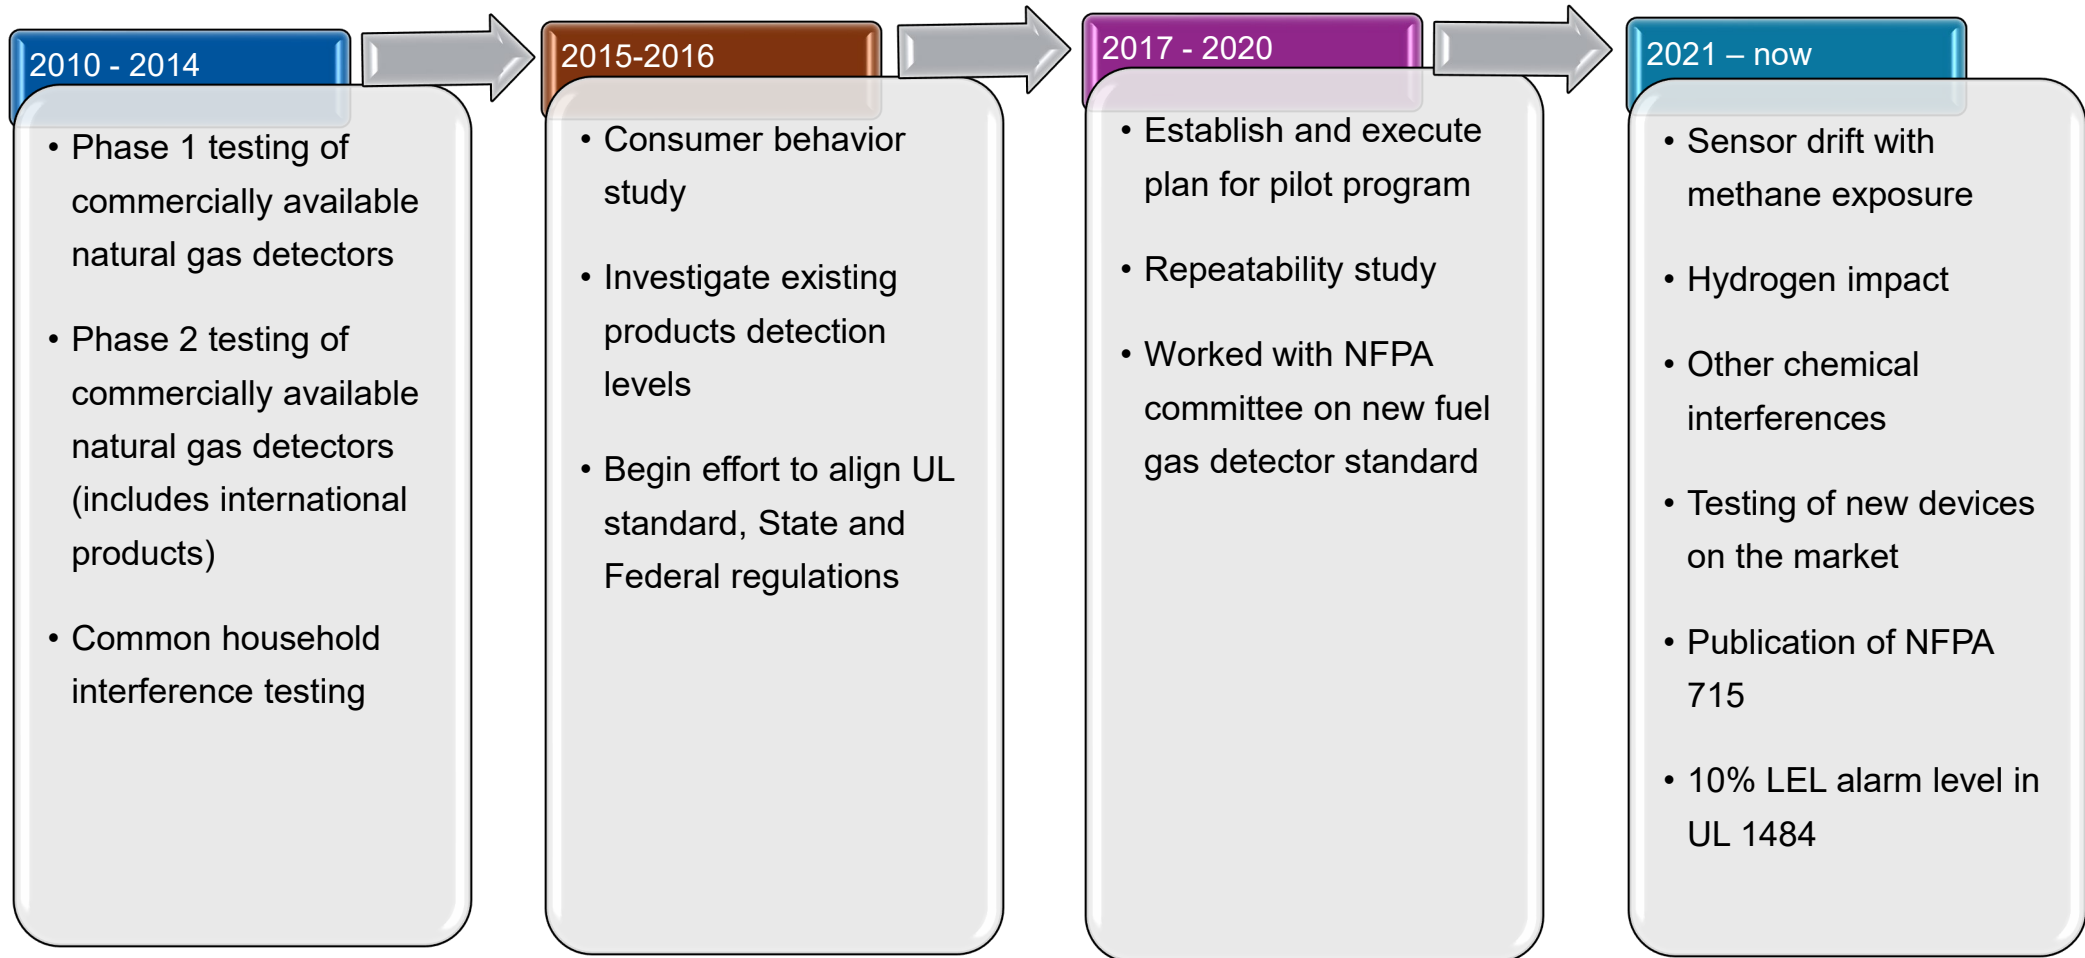 2010 - 2014
• Phase 1 testing of
commercially available
natural gas detectors
• Phase 2 testing of
commercially available
natural gas detectors
(includes international
products)
• Common household
interference testing
2015-2016
• Consumer behavior
study
• Investigate existing
products detection
levels
• Begin effort to align UL
standard, State and
Federal regulations
2017 - 2020
• Establish and execute
plan for pilot program
• Repeatability study
• Worked with NFPA
committee on new fuel
gas detector standard
2021 – now
• Sensor drift with
methane exposure
• Hydrogen impact
• Other chemical
interferences
• Testing of new devices
on the market
• Publication of NFPA
715
• 10% LEL alarm level in
UL 1484